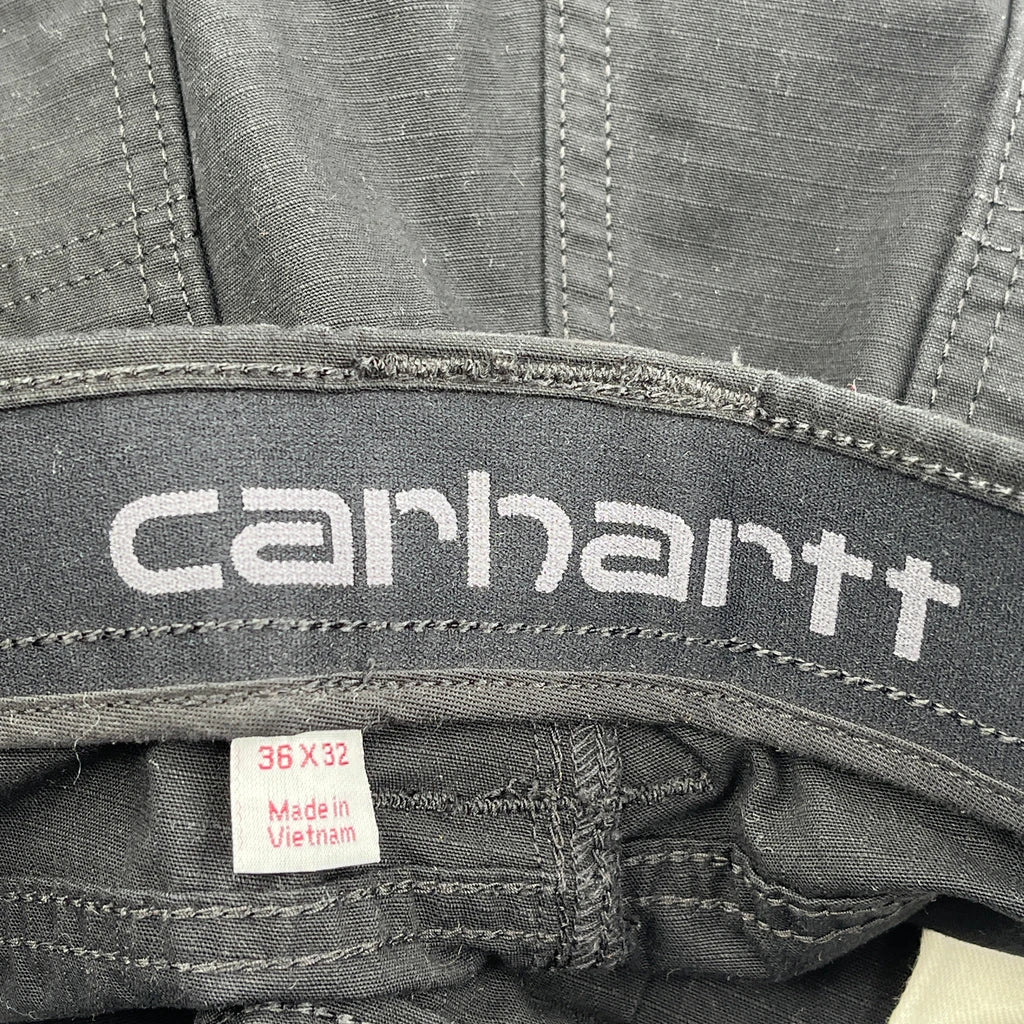 carhartt
36 X 32
Made in
Vietnam